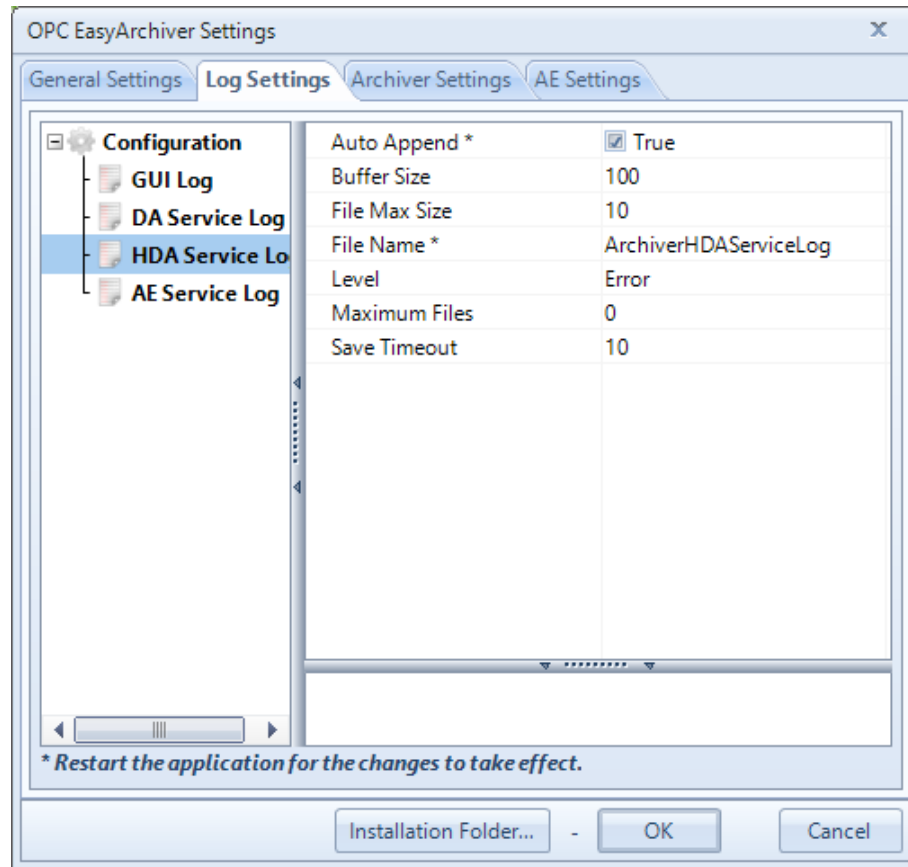 OPC EasyArchiver Settings
General Settings Log Settings Archiver Settings AE Settings
Configuration
GUI Log
DA Service Log
HDA Service Lo
AE Service Log
Auto Append * True
Buffer Size 100
File Max Size 10
File Name * ArchiverHDAServiceLog
Level Error
Maximum Files 0
Save Timeout 10
* Restart the application for the changes to take effect.
Installation Folder... - OK Cancel